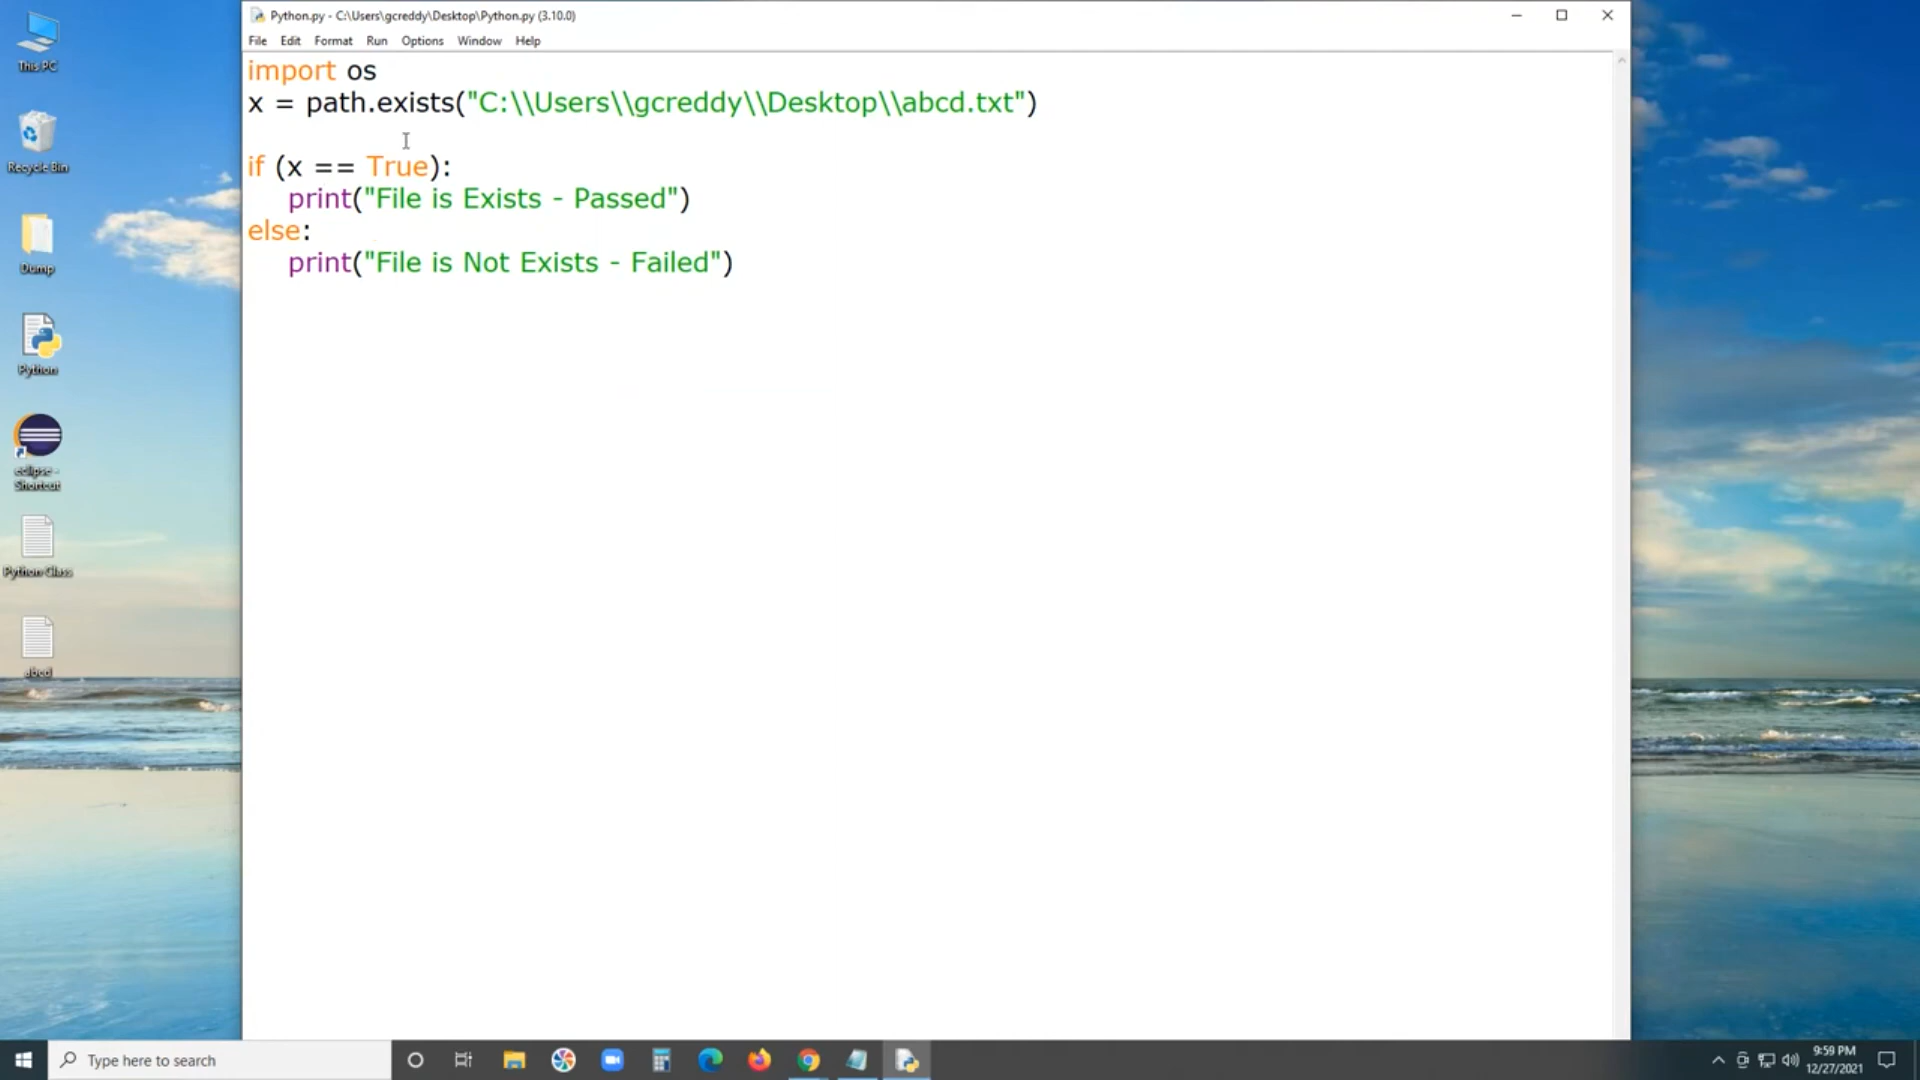 Python.py - C:\Users\gcreddy\Desktop\Python.py (3.10.0)
File Edit Format Run Options Window Help
import os
x = path.exists("C:\\Users\\gcreddy\\Desktop\\abcd.txt")
if (x == True):
    print("File is Exists - Passed")
else:
    print("File is Not Exists - Failed")
This PC
Recycle Bin
Dump
Python
eclipse -
Shortcut
Python Class
abcd
Type here to search
9:59 PM
12/27/2021